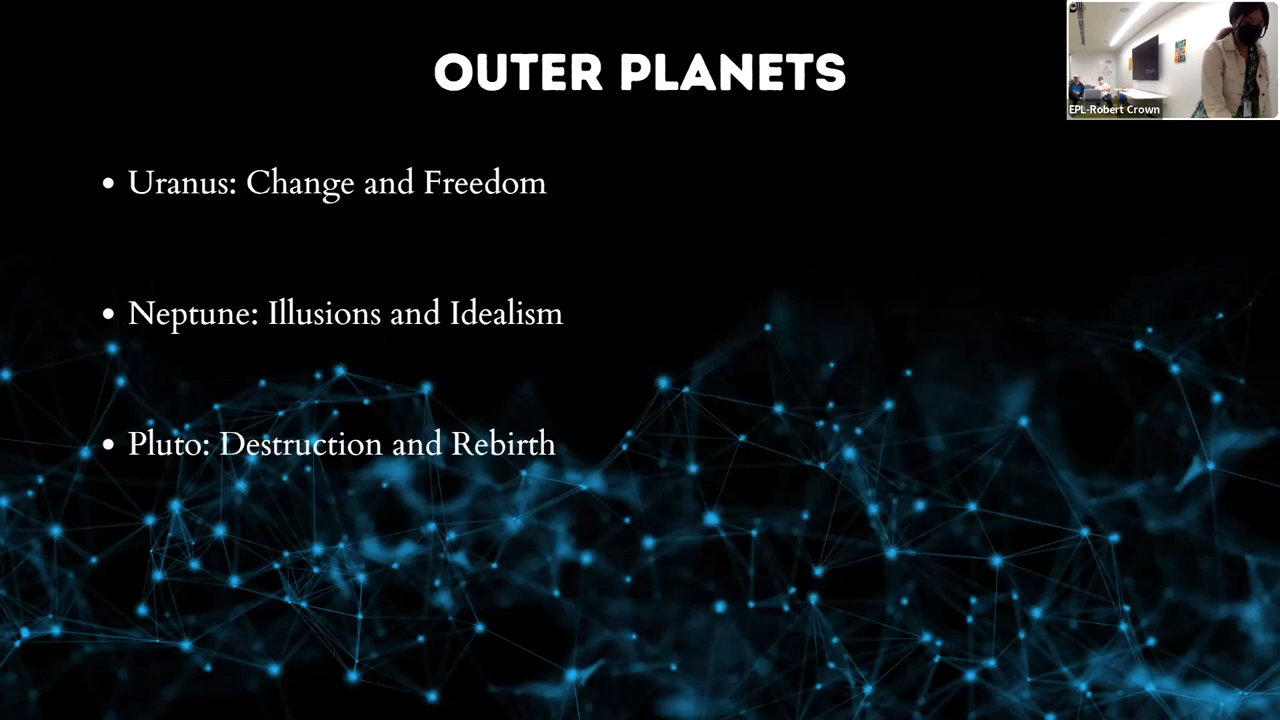 OUTER PLANETS
EPL-Robert Crown
• Uranus: Change and Freedom
• Neptune: Illusions and Idealism
• Pluto: Destruction and Rebirth